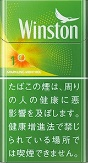 Winston
たばこの煙は、周り
の人の健康に悪
影響を及ぼします。
健康増進法で禁じ
られている場所で
は喫煙できません。